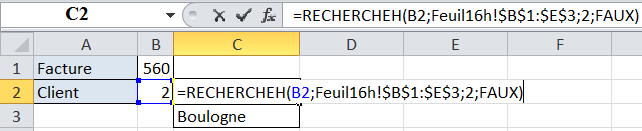 C2 =RECHERCHEH(B2;Feuil16h!$B$1:$E$3;2;FAUX)
A B C D E F
1 Facture 560
2 Client 2 =RECHERCHEH(B2;Feuil16h!$B$1:$E$3;2;FAUX)
3 Boulogne